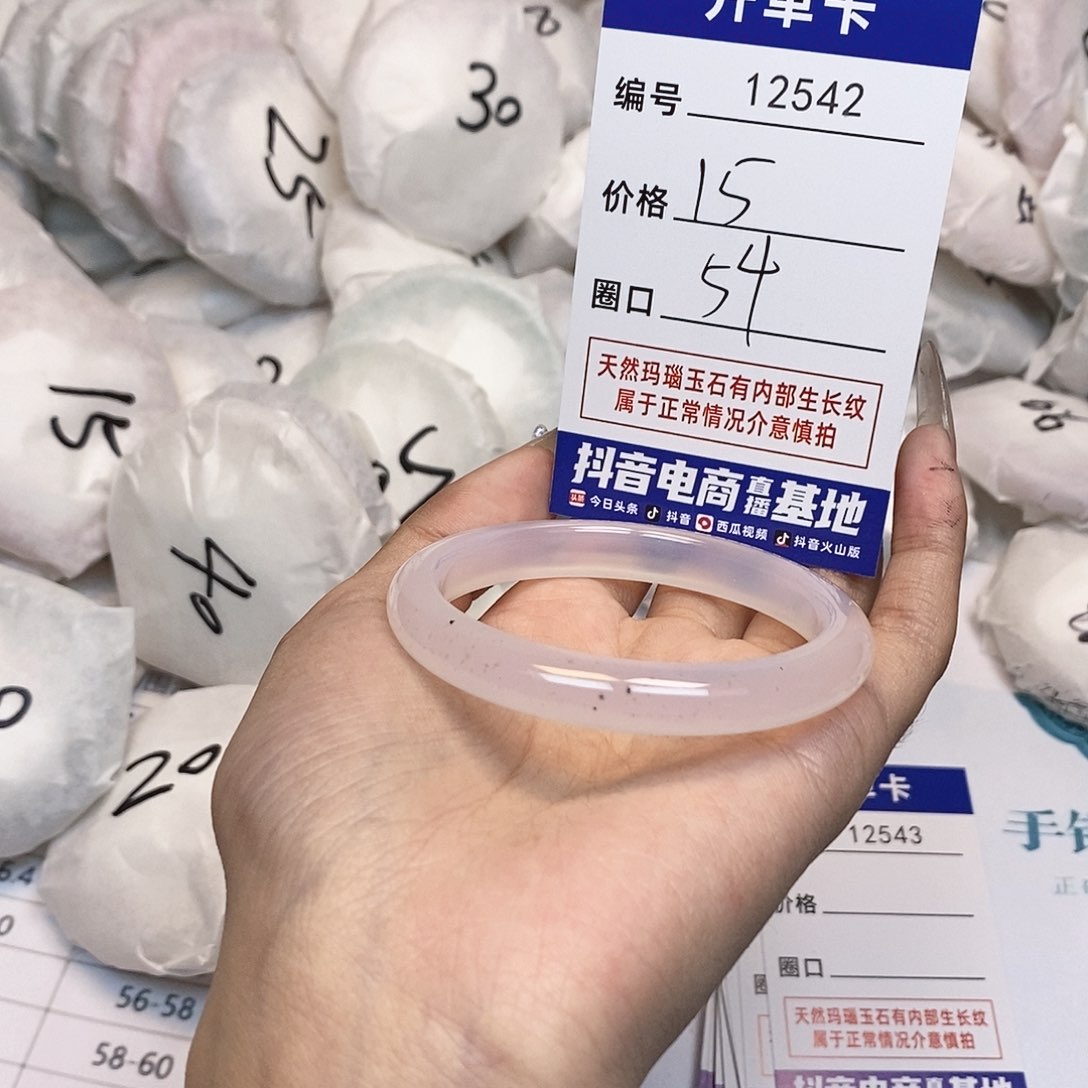 开单卡
编号 12542
价格 15
圈口 54
天然玛瑙玉石有内部生长纹
属于正常情况介意慎拍
抖音电商直播基地
今日头条 抖音 西瓜视频 抖音火山版
30
25
15
40
20
12543
价格
圈口
天然玛瑙玉石有内部生长纹
属于正常情况介意慎拍
56-58
58-60